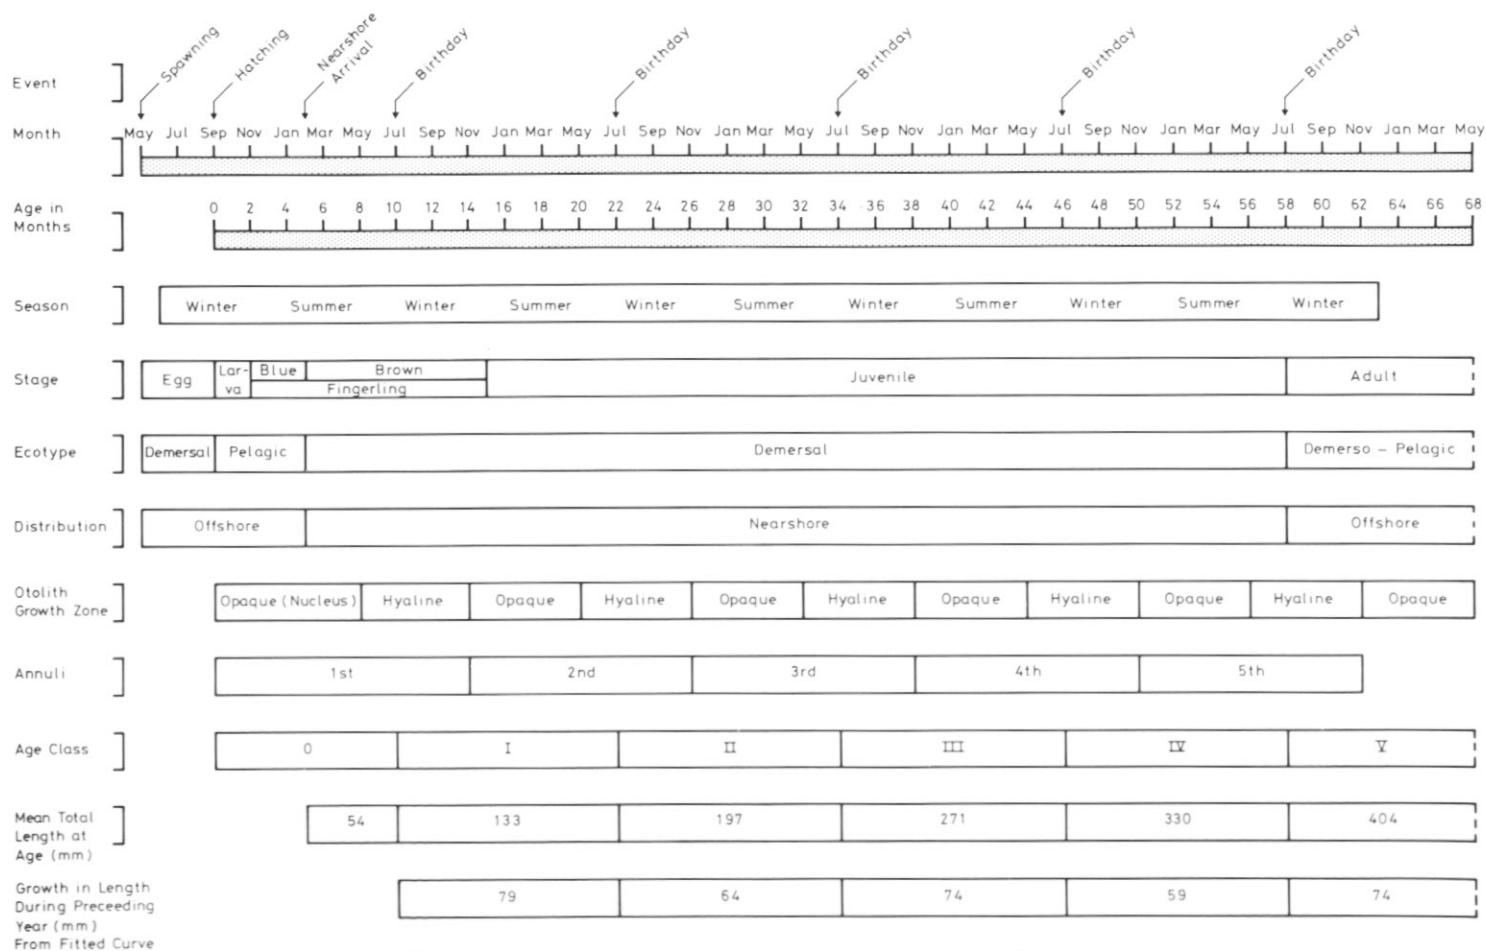 Spawning
Hatching
Nearshore
Arrival
Birthday
Birthday
Birthday
Birthday
Birthday
Event
Month
May Jul Sep Nov Jan Mar May Jul Sep Nov Jan Mar May Jul Sep Nov Jan Mar May Jul Sep Nov Jan Mar May Jul Sep Nov Jan Mar May Jul Sep Nov Jan Mar May
Age in
Months
0 2 4 6 8 10 12 14 16 18 20 22 24 26 28 30 32 34 36 38 40 42 44 46 48 50 52 54 56 58 60 62 64 66 68
Season
Winter Summer Winter Summer Winter Summer Winter Summer Winter Summer Winter
Stage
Egg
Lar-
va
Blue
Brown
Fingerling
Juvenile
Adult
Ecotype
Demersal Pelagic Demersal Demerso – Pelagic
Distribution
Offshore Nearshore Offshore
Otolith
Growth Zone
Opaque (Nucleus) Hyaline Opaque Hyaline Opaque Hyaline Opaque Hyaline Opaque Hyaline Opaque
Annuli
1st 2nd 3rd 4th 5th
Age Class
0 I II III IV V
Mean Total
Length at
Age (mm)
54 133 197 271 330 404
Growth in Length
During Preceeding
Year (mm)
From Fitted Curve
79 64 74 59 74